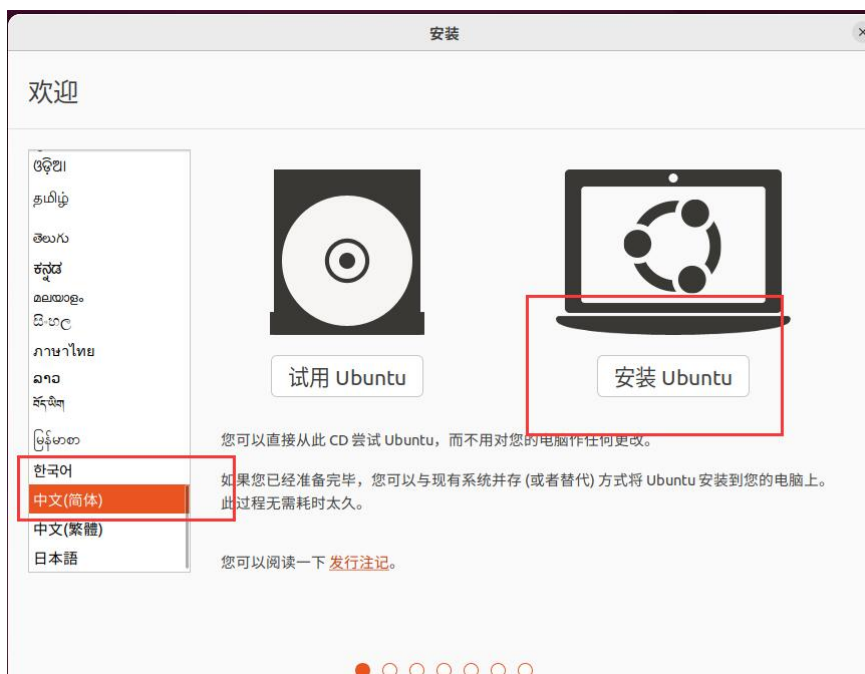 安装
欢迎
ଓଡ଼ିଆ
தமிழ்
తెలుగు
ಕನ್ನಡ
മലയാളം
සිංහල
ภาษาไทย
ລາວ
རྫོང་ཁ
မြန်မာစာ
한국어
中文(简体)
中文(繁體)
日本語
试用 Ubuntu
安装 Ubuntu
您可以直接从此 CD 尝试 Ubuntu，而不用对您的电脑作任何更改。
如果您已经准备完毕，您可以与现有系统并存 (或者替代) 方式将 Ubuntu 安装到您的电脑上。
此过程无需耗时太久。
您可以阅读一下 发行注记。